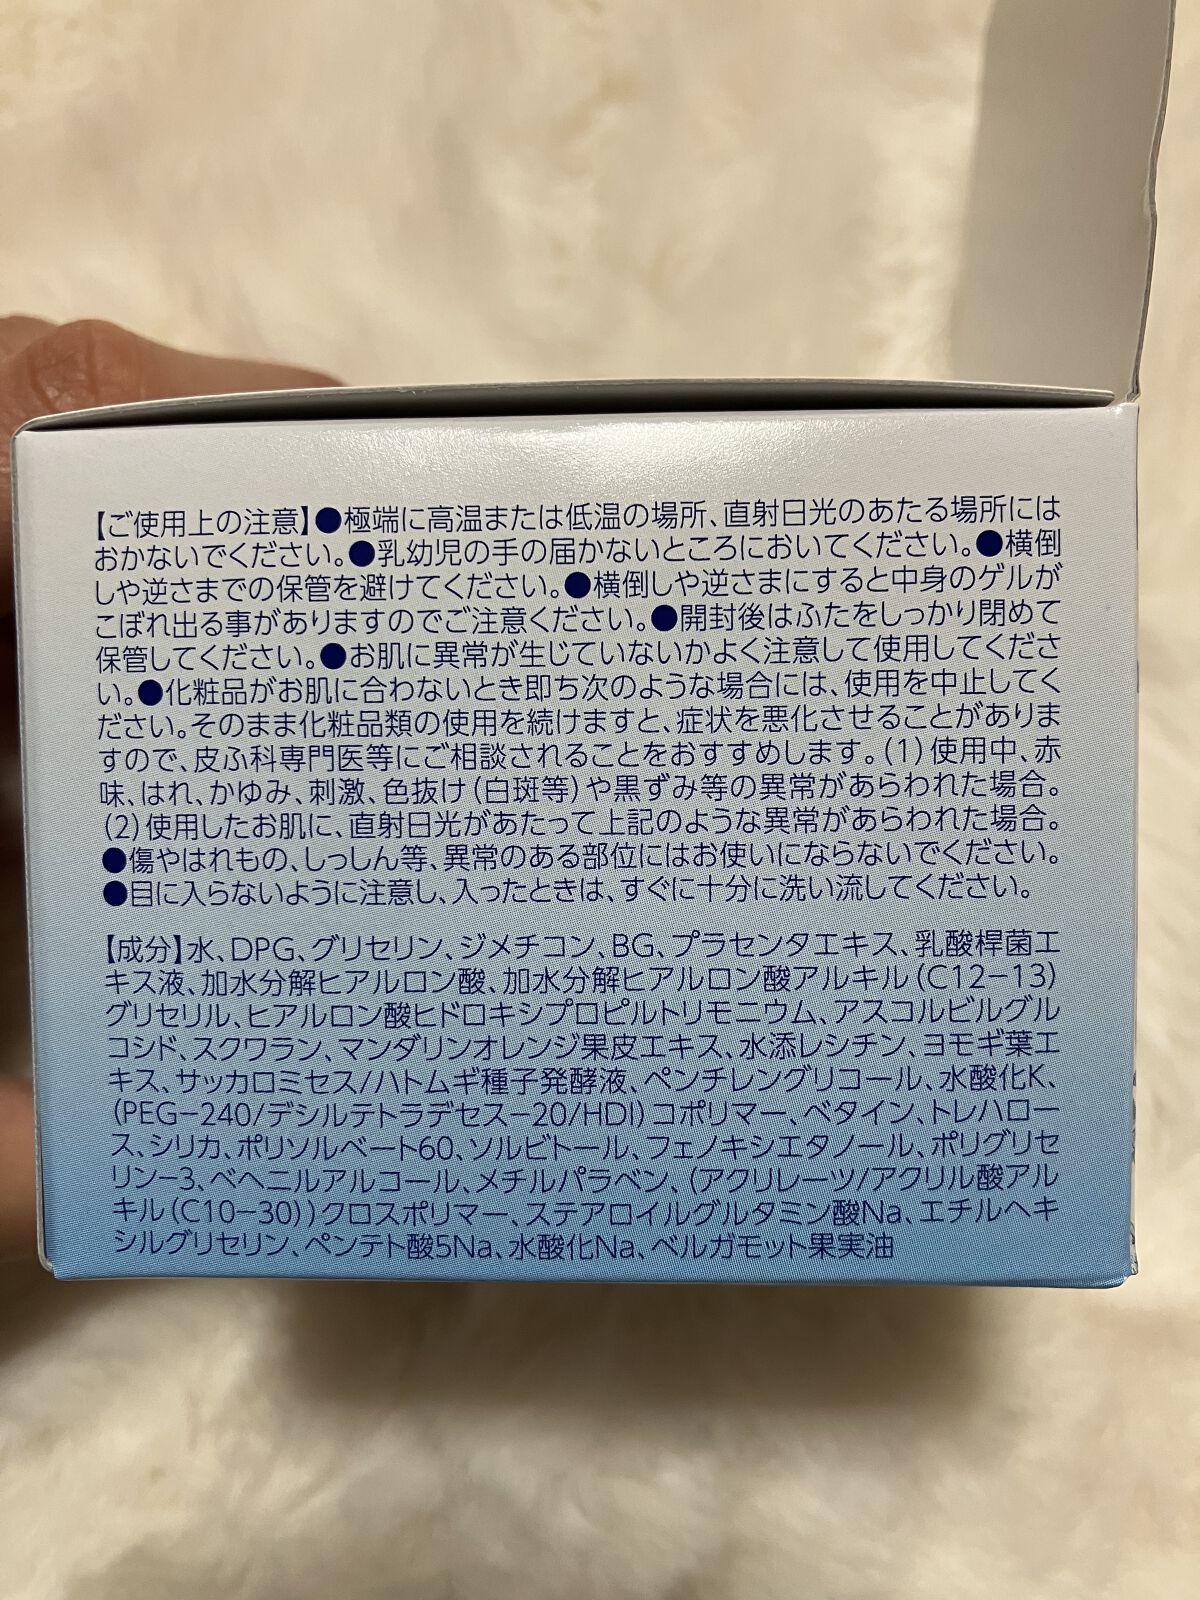 【ご使用上の注意】●極端に高温または低温の場所、直射日光のあたる場所には
おかないでください。●乳幼児の手の届かないところにおいてください。●横倒
しや逆さまでの保管を避けてください。●横倒しや逆さまにすると中身のゲルが
こぼれ出る事がありますのでご注意ください。●開封後はふたをしっかり閉めて
保管してください。●お肌に異常が生じていないかよく注意して使用してくださ
い。●化粧品がお肌に合わないとき即ち次のような場合には、使用を中止してく
ださい。そのまま化粧品類の使用を続けますと、症状を悪化させることがありま
すので、皮ふ科専門医等にご相談されることをおすすめします。(1)使用中、赤
味、はれ、かゆみ、刺激、色抜け(白斑等)や黒ずみ等の異常があらわれた場合。
(2)使用したお肌に、直射日光があたって上記のような異常があらわれた場合。
●傷やはれもの、しっしん等、異常のある部位にはお使いにならないでください。
●目に入らないように注意し、入ったときは、すぐに十分に洗い流してください。
【成分】水、DPG、グリセリン、ジメチコン、BG、プラセンタエキス、乳酸桿菌エ
キス液、加水分解ヒアルロン酸、加水分解ヒアルロン酸アルキル(C12-13)
グリセリル、ヒアルロン酸ヒドロキシプロピルトリモニウム、アスコルビルグル
コシド、スクワラン、マンダリンオレンジ果皮エキス、水添レシチン、ヨモギ葉エ
キス、サッカロミセス/ハトムギ種子発酵液、ペンチレングリコール、水酸化K、
(PEG-240/デシルテトラデセス-20/HDI)コポリマー、ベタイン、トレハロー
ス、シリカ、ポリソルベート60、ソルビトール、フェノキシエタノール、ポリグリセ
リン-3、ベヘニルアルコール、メチルパラベン、(アクリレーツ/アクリル酸アル
キル(C10-30))クロスポリマー、ステアロイルグルタミン酸Na、エチルヘキ
シルグリセリン、ペンテト酸5Na、水酸化Na、ベルガモット果実油